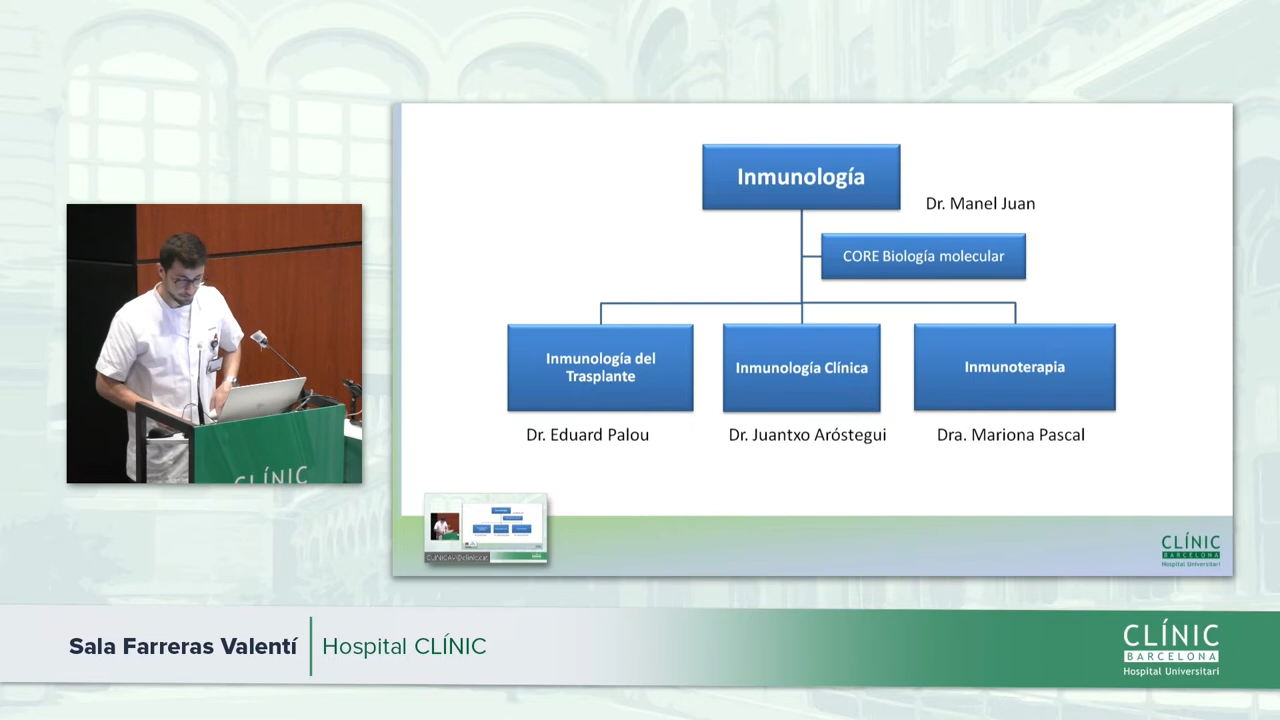 Inmunología
Dr. Manel Juan
CORE Biología molecular
Inmunología del
Trasplante
Inmunología Clínica
Inmunoterapia
Dr. Eduard Palou
Dr. Juantxo Aróstegui
Dra. Mariona Pascal
CLÍNIC
CLÍNIC
BARCELONA
Hospital Universitari
Sala Farreras Valentí
Hospital CLÍNIC
CLÍNIC
BARCELONA
Hospital Universitari